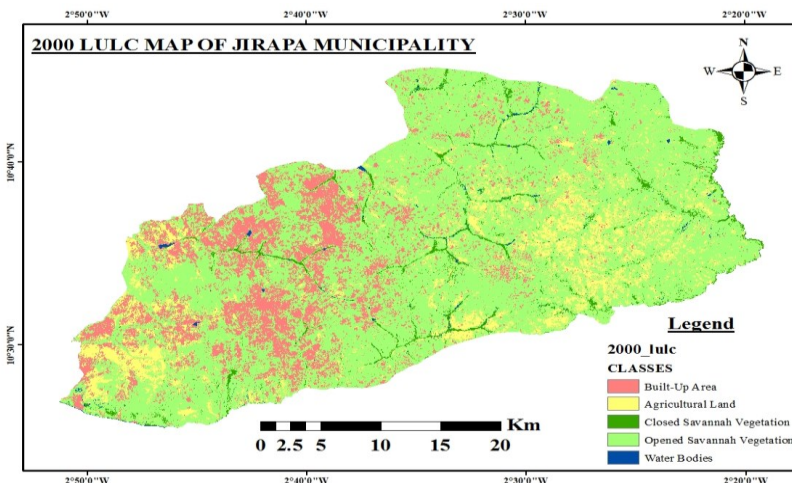 2°50'0"W 2°40'0"W 2°30'0"W 2°20'0"W
2000 LULC MAP OF JIRAPA MUNICIPALITY
N
W E
S
10°40'0"N
10°30'0"N
Legend
2000_lulc
CLASSES
Built-Up Area
Agricultural Land
Closed Savannah Vegetation
Opened Savannah Vegetation
Water Bodies
Km
0 2.5 5 10 15 20
2°50'0"W 2°40'0"W 2°30'0"W 2°20'0"W